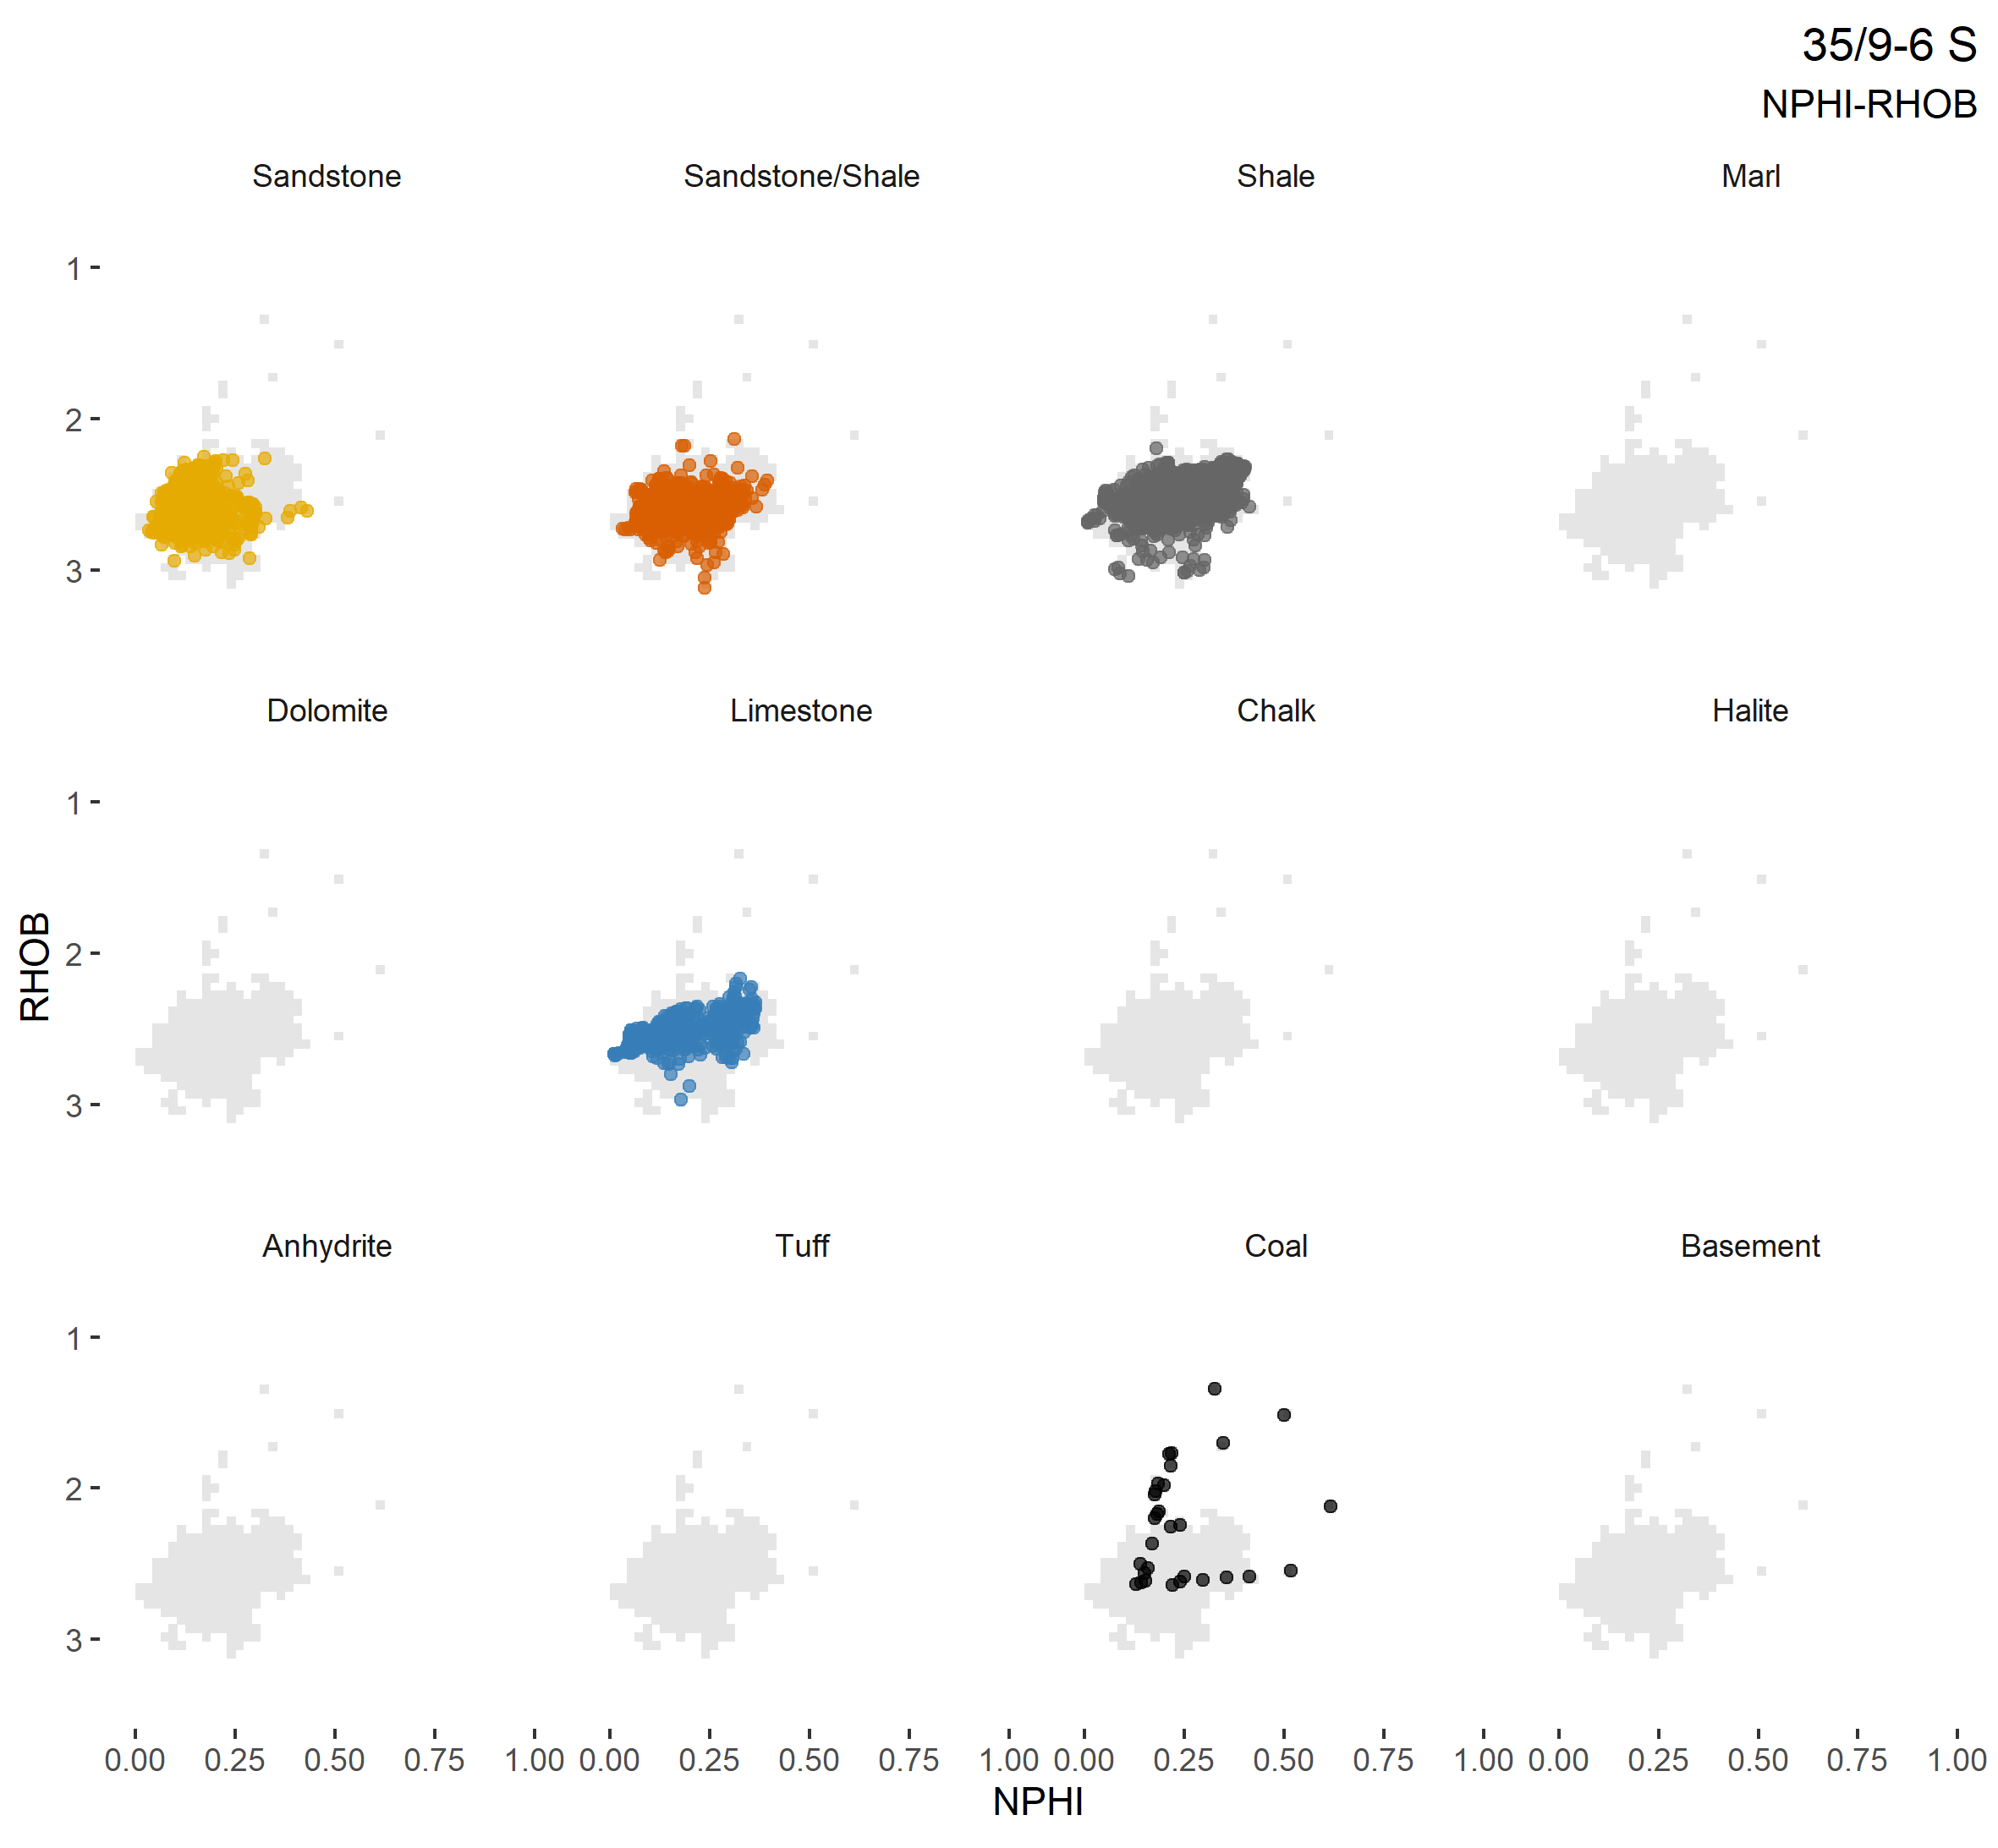 35/9-6 S
NPHI-RHOB
Sandstone Sandstone/Shale Shale Marl
1
2
3
Dolomite Limestone Chalk Halite
1
2
3
RHOB
Anhydrite Tuff Coal Basement
1
2
3
0.00 0.25 0.50 0.75 1.00 0.00 0.25 0.50 0.75 1.00 0.00 0.25 0.50 0.75 1.00 0.00 0.25 0.50 0.75 1.00
NPHI